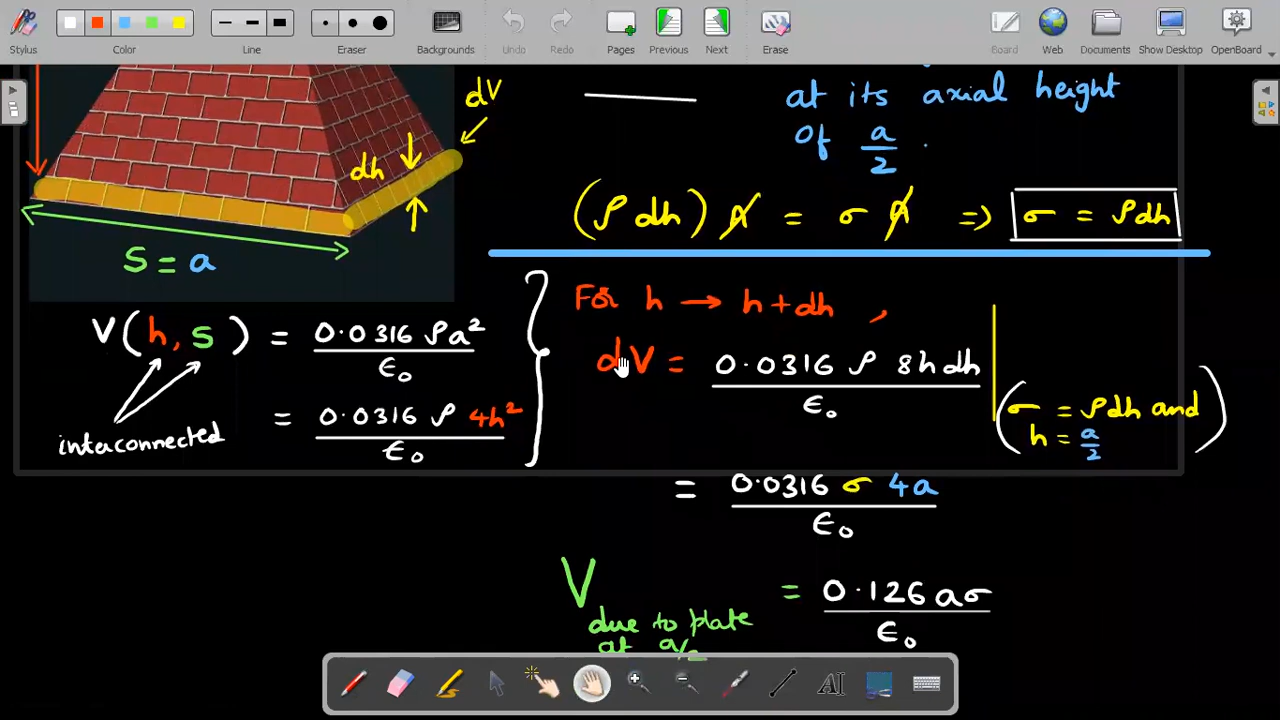 Stylus Color Line Eraser Backgrounds Undo Redo Pages Previous Next Erase Board Web Documents Show Desktop OpenBoard
dV
dh
S = a
at its axial height
of a/2 .
(ρ dh) A = σ A => σ = ρdh
V(h, s) = 0.0316 ρa² / ε₀
= 0.0316 ρ 4h² / ε₀
interconnected
For h → h + dh ,
dV = 0.0316 ρ 8h dh / ε₀
(σ = ρdh and
h = a/2)
= 0.0316 σ 4a / ε₀
V due to plate at a/2 = 0.126 aσ / ε₀